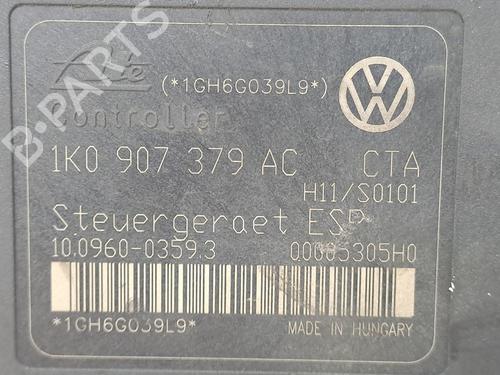 (*1GH6G039L9*)
controller
1K0 907 379 AC CTA
H11/S0101
Steuergeraet ESP
10.0960-0359.3 00005305H0
*1GH6G039L9*
MADE IN HUNGARY
B-PARTS